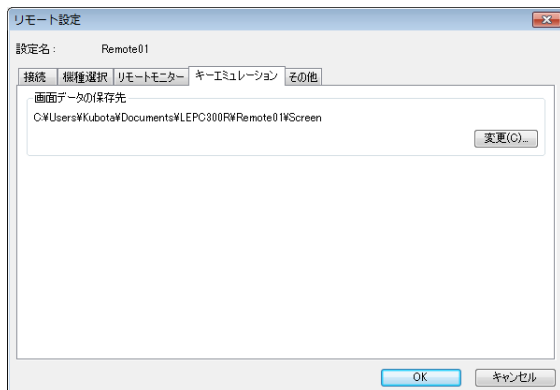 リモート設定
設定名： Remote01
接続 機種選択 リモートモニター キーエミュレーション その他
画面データの保存先
C:¥Users¥Kubota¥Documents¥LEPC300R¥Remote01¥Screen
変更(C)...
OK キャンセル